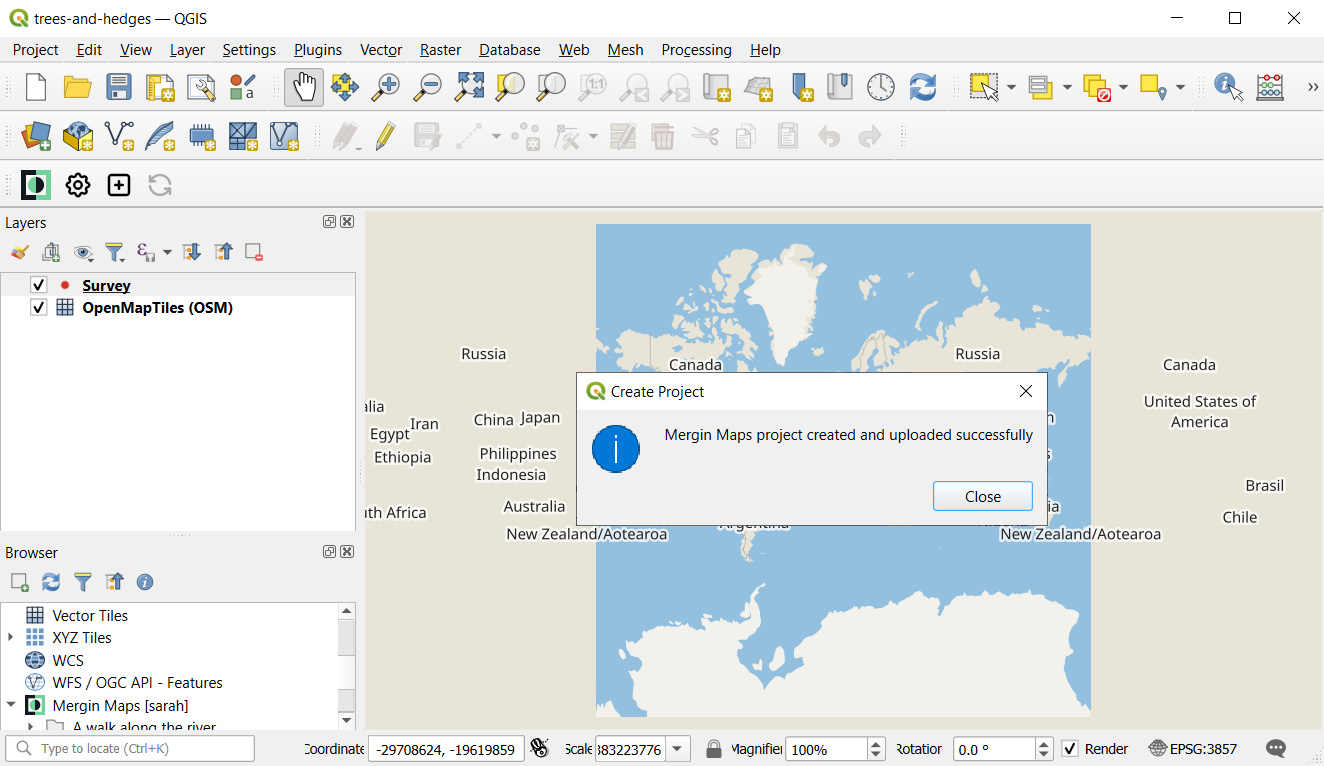 trees-and-hedges — QGIS
Project Edit View Layer Settings Plugins Vector Raster Database Web Mesh Processing Help
1:1
a
»
Layers
Survey
OpenMapTiles (OSM)
Browser
Vector Tiles
XYZ Tiles
WCS
WFS / OGC API - Features
Mergin Maps [sarah]
A walk along the river
Russia
Canada
Russia
Canada
United States of
America
Iran
China
Japan
Egypt
Ethiopia
Philippines
Indonesia
Australia
New Zealand/Aotearoa
Argentina
New Zealand/Aotearoa
Brasil
Chile
Create Project
Mergin Maps project created and uploaded successfully
Close
Type to locate (Ctrl+K)
Coordinate -29708624, -19619859 Scale 383223776 Magnifier 100% Rotation 0.0 ° Render EPSG:3857